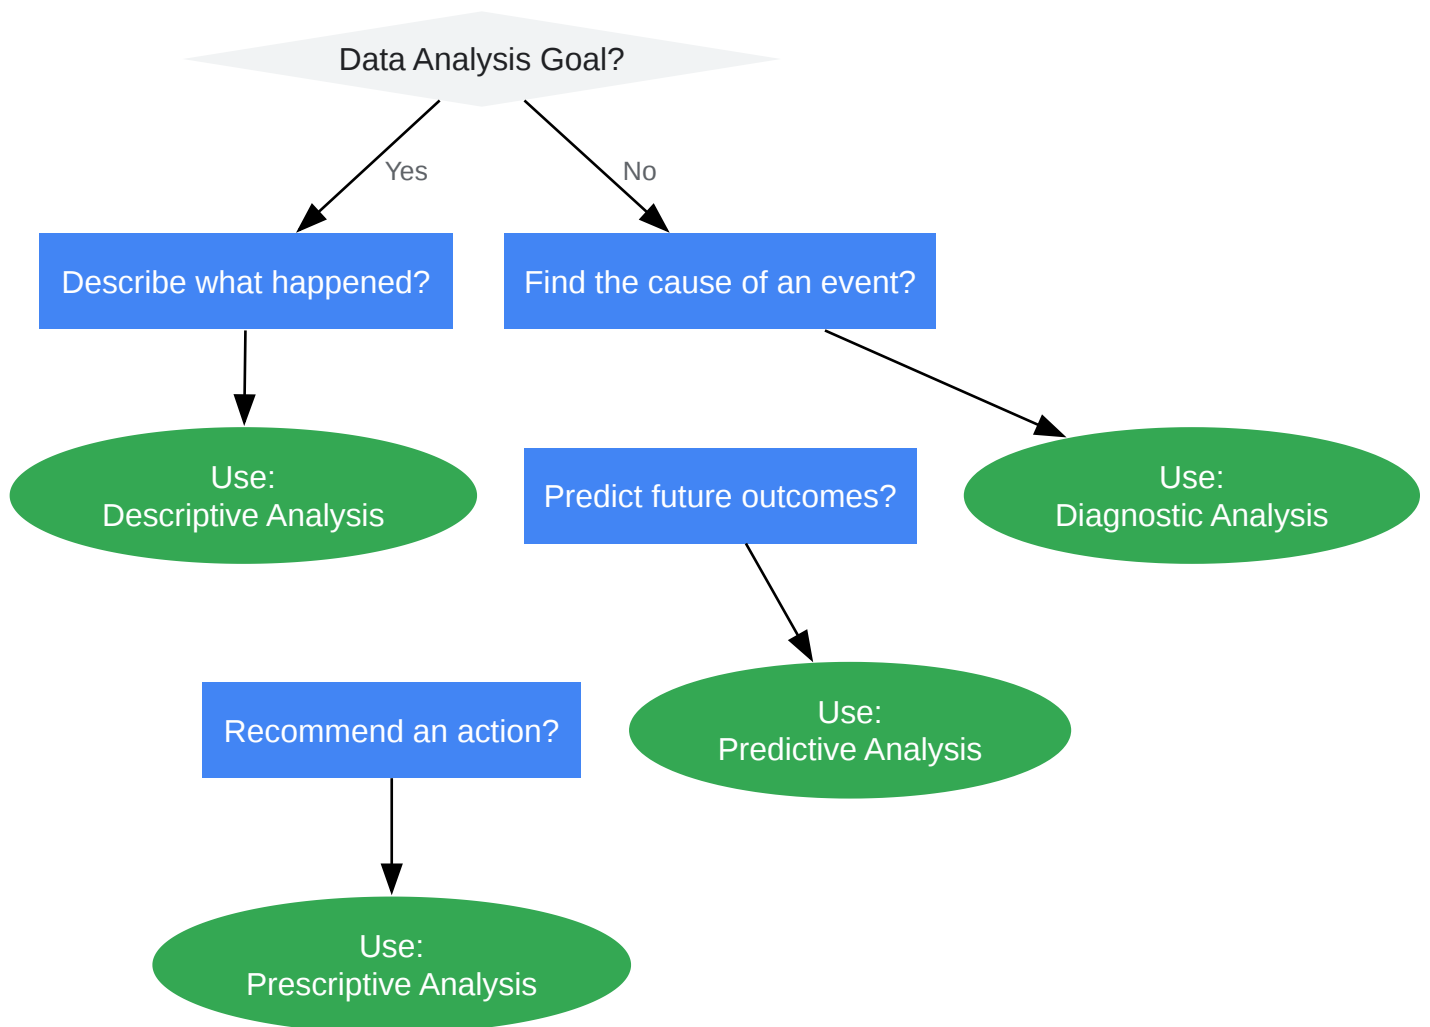 Data Analysis Goal?
Yes
No
Describe what happened?
Find the cause of an event?
Use:
Descriptive Analysis
Predict future outcomes?
Use:
Diagnostic Analysis
Recommend an action?
Use:
Predictive Analysis
Use:
Prescriptive Analysis